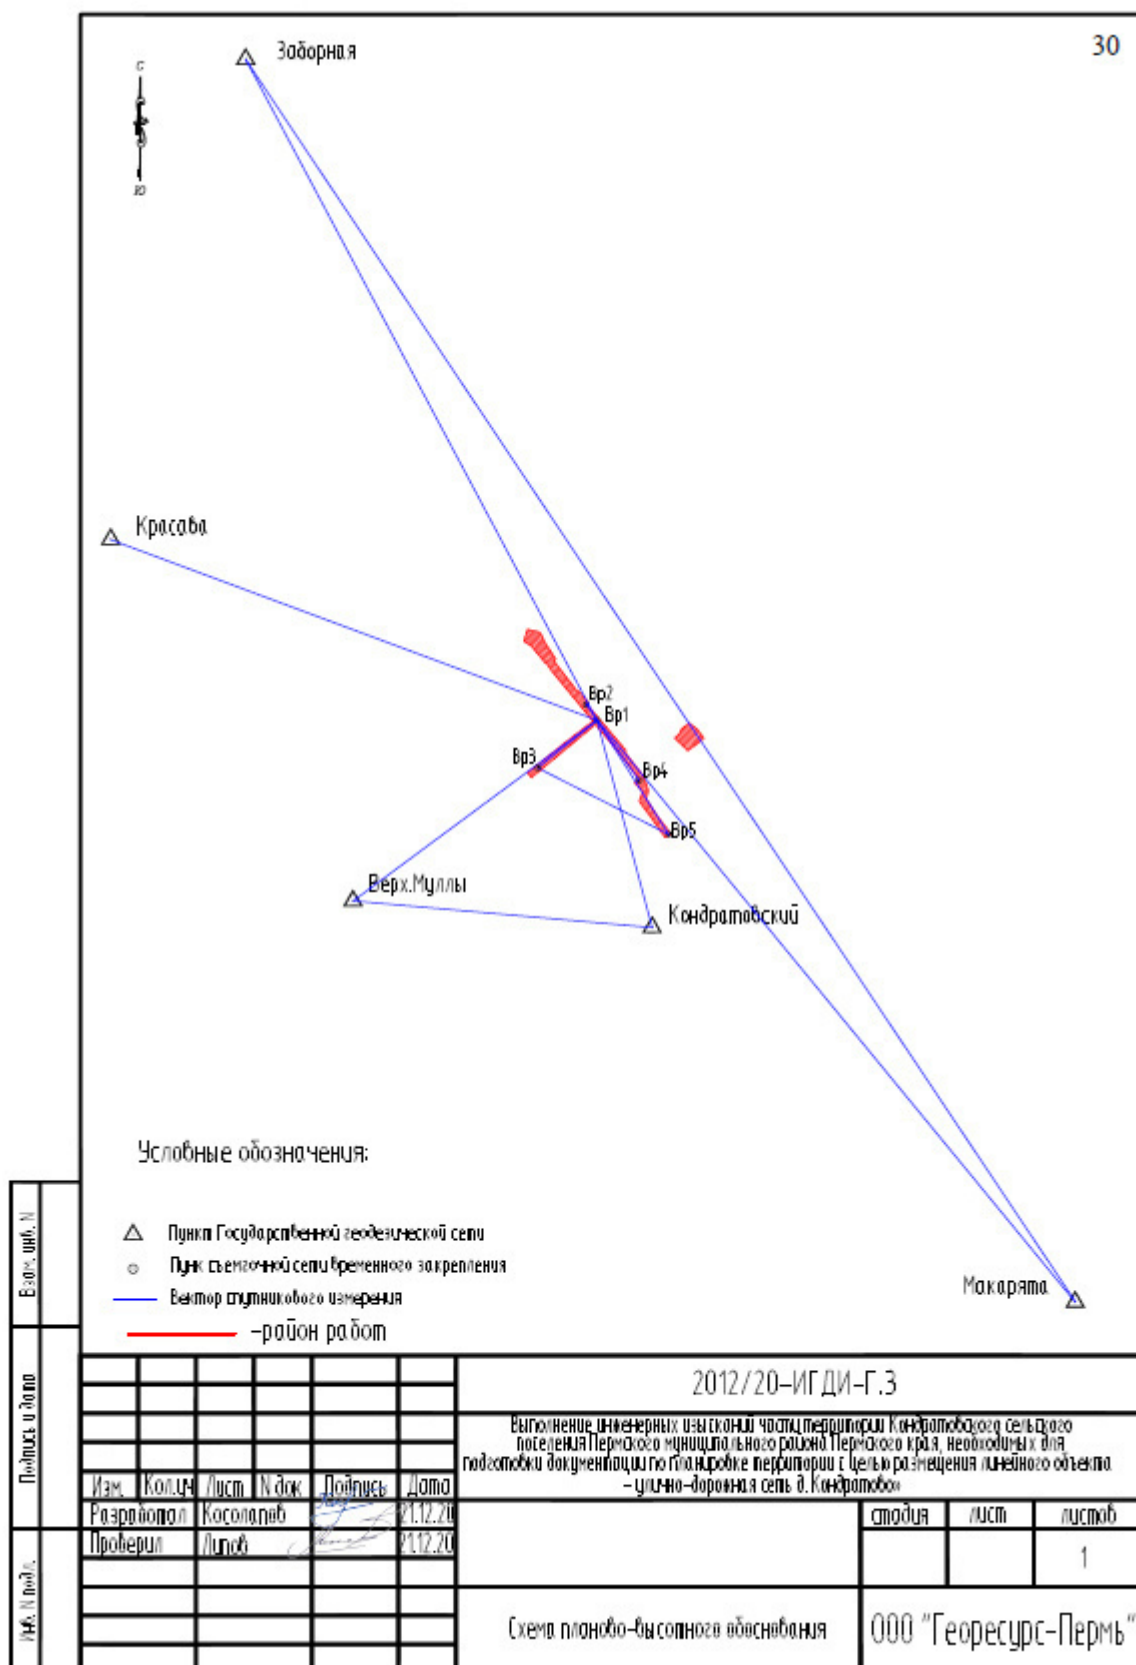 30
Заборная
С
Ю
Красава
Вр2
Вр1
Вр3
Вр4
Вр5
Верх.Муллы
Кондратовский
Макарята
Условные обозначения:
Пункт Государственной геодезической сети
Пунк съемочной сети временного закрепления
Вектор спутникового измерения
-район работ
Взам. инв. N
Подпись и дата
Инв. N подл.
2012/20-ИГДИ-Г.3
Выполнение инженерных изысканий части территории Кондратовского сельского
поселения Пермского муниципального района Пермского края, необходимых для
подготовки документации по планировке территории с целью размещения линейного объекта
- улично-дорожная сеть д. Кондратово»
Изм. Кол.уч Лист N док Подпись Дата
Разработал Косолапов 21.12.20
Проверил Липов 21.12.20
стадия лист листов
1
Схема планово-высотного обоснования
ООО "Георесурс-Пермь"